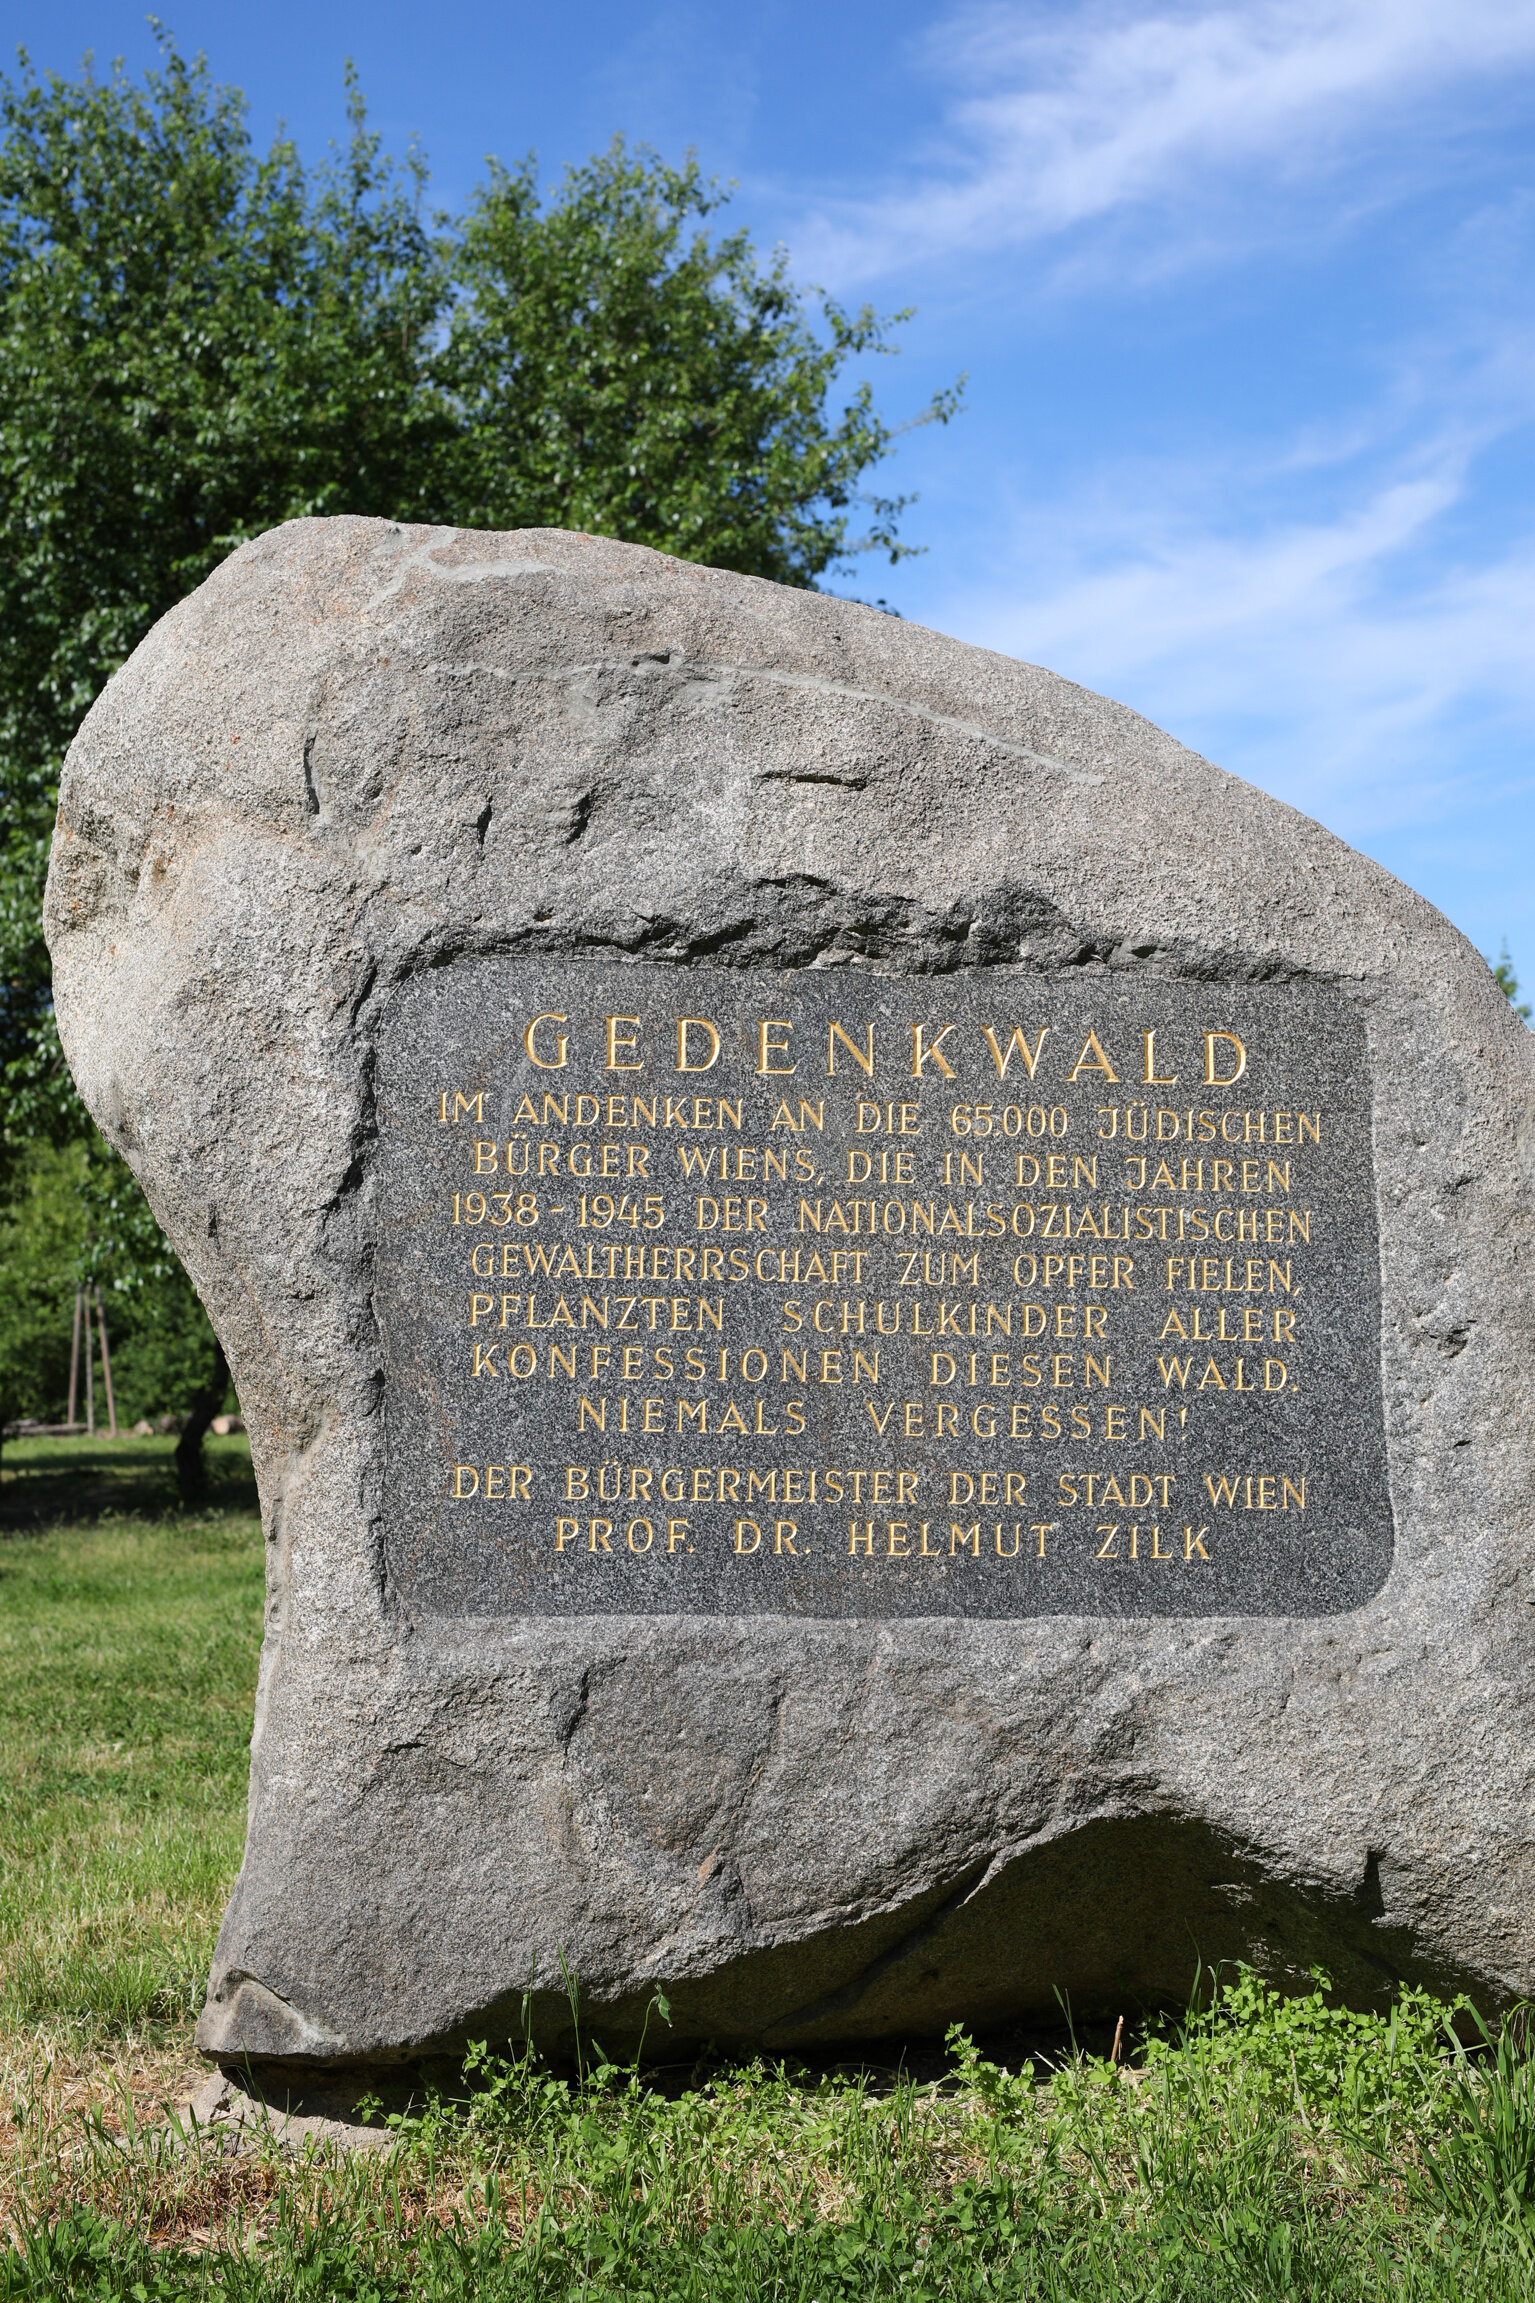 GEDENKWALD
IM ANDENKEN AN DIE 65.000 JÜDISCHEN
BÜRGER WIENS, DIE IN DEN JAHREN
1938 - 1945 DER NATIONALSOZIALISTISCHEN
GEWALTHERRSCHAFT ZUM OPFER FIELEN,
PFLANZTEN SCHULKINDER ALLER
KONFESSIONEN DIESEN WALD.
NIEMALS VERGESSEN!
DER BÜRGERMEISTER DER STADT WIEN
PROF. DR. HELMUT ZILK